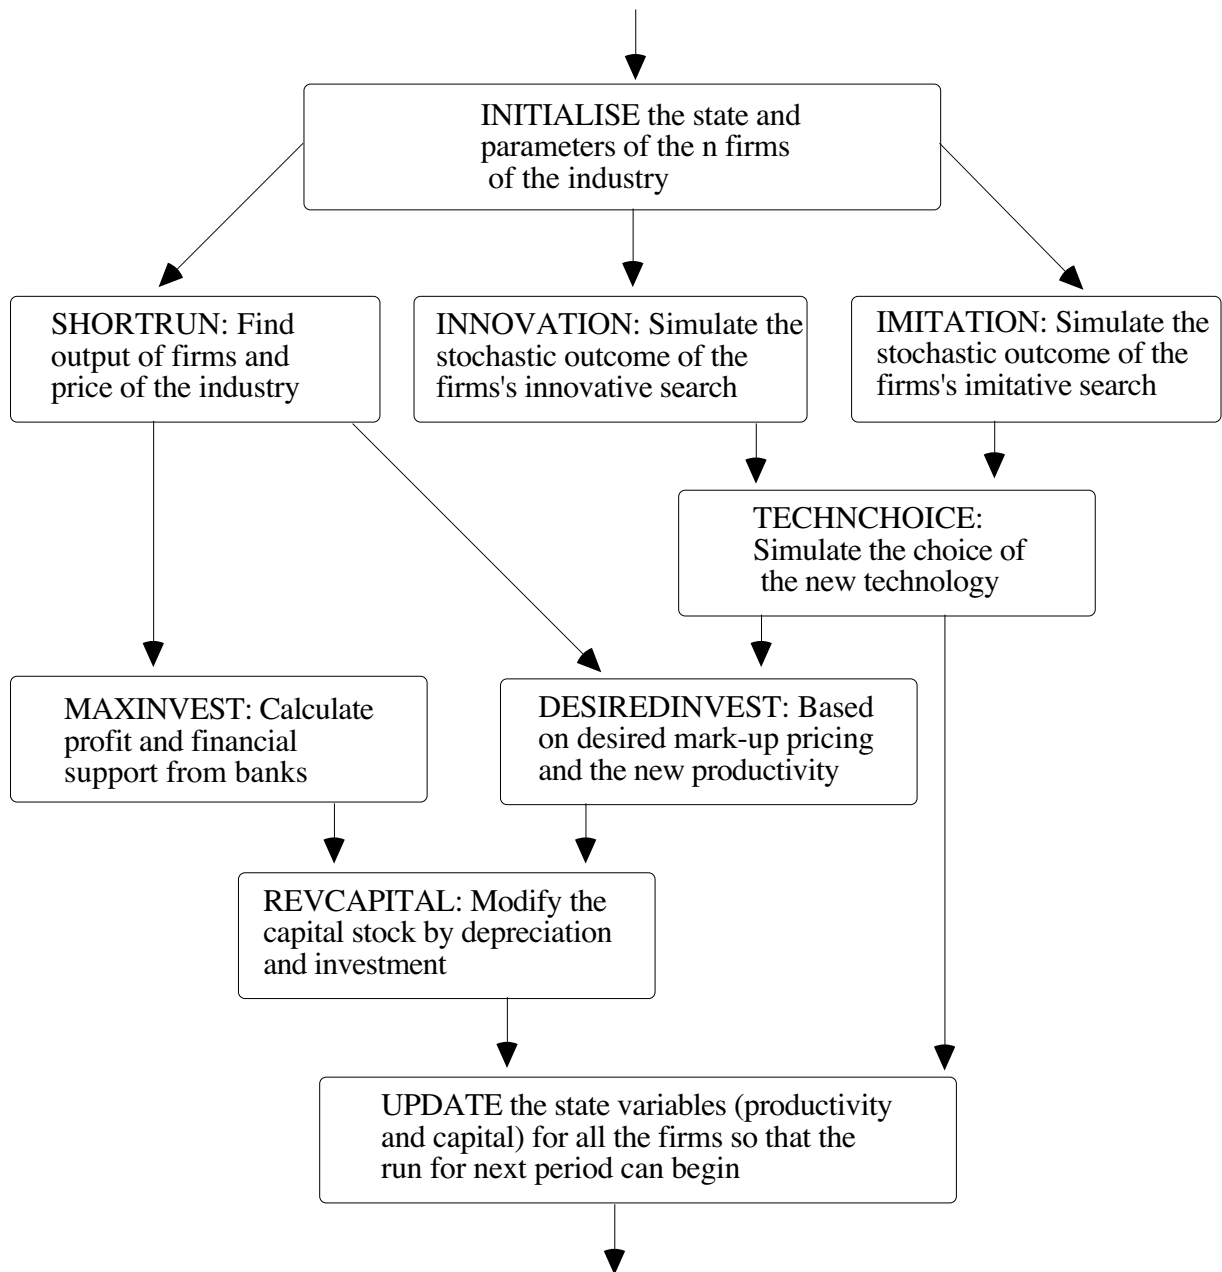 INITIALISE the state and
parameters of the n firms
of the industry
SHORTRUN: Find
output of firms and
price of the industry
INNOVATION: Simulate the
stochastic outcome of the
firms's innovative search
IMITATION: Simulate the
stochastic outcome of the
firms's imitative search
TECHNCHOICE:
Simulate the choice of
the new technology
MAXINVEST: Calculate
profit and financial
support from banks
DESIREDINVEST: Based
on desired mark-up pricing
and the new productivity
REVCAPITAL: Modify the
capital stock by depreciation
and investment
UPDATE the state variables (productivity
and capital) for all the firms so that the
run for next period can begin